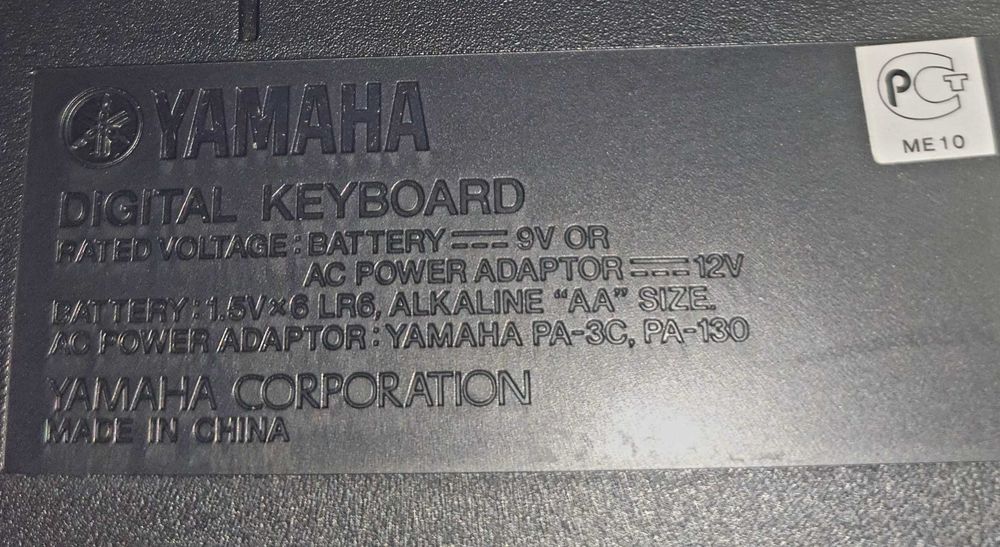 YAMAHA
DIGITAL KEYBOARD
RATED VOLTAGE : BATTERY ⎓ 9V OR
AC POWER ADAPTOR ⎓ 12V
BATTERY : 1.5V×6 LR6, ALKALINE “AA” SIZE.
AC POWER ADAPTOR : YAMAHA PA-3C, PA-130
YAMAHA CORPORATION
MADE IN CHINA
РСТ
ME10